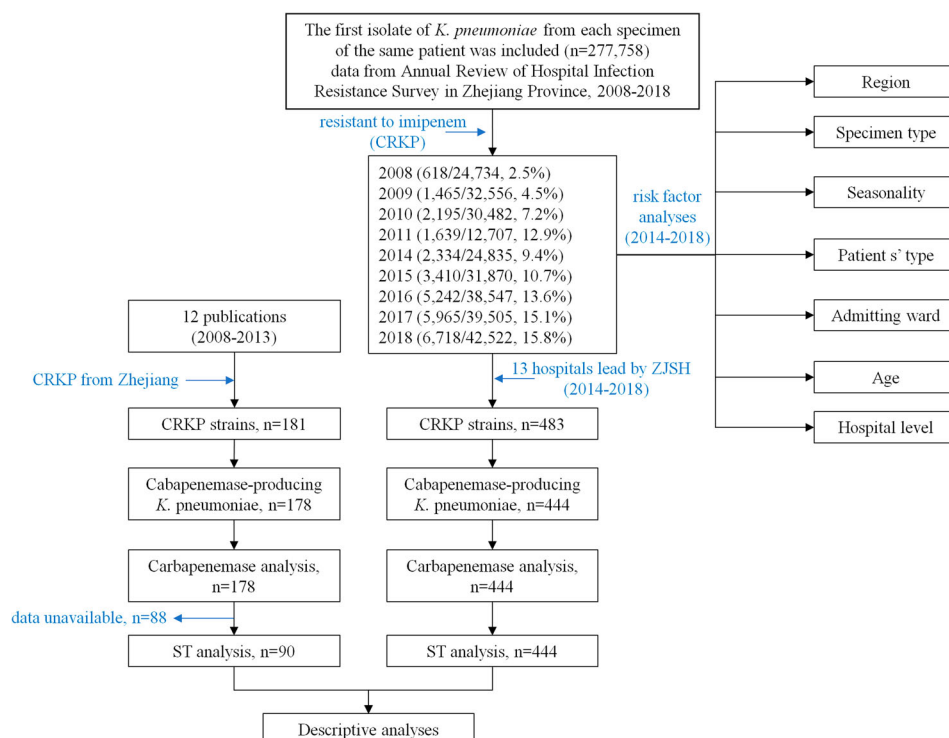 The first isolate of K. pneumoniae from each specimen
of the same patient was included (n=277,758)
data from Annual Review of Hospital Infection
Resistance Survey in Zhejiang Province, 2008-2018
resistant to imipenem
(CRKP)
2008 (618/24,734, 2.5%)
2009 (1,465/32,556, 4.5%)
2010 (2,195/30,482, 7.2%)
2011 (1,639/12,707, 12.9%)
2014 (2,334/24,835, 9.4%)
2015 (3,410/31,870, 10.7%)
2016 (5,242/38,547, 13.6%)
2017 (5,965/39,505, 15.1%)
2018 (6,718/42,522, 15.8%)
risk factor
analyses
(2014-2018)
Region
Specimen type
Seasonality
Patient s' type
Admitting ward
Age
Hospital level
12 publications
(2008-2013)
CRKP from Zhejiang
13 hospitals lead by ZJSH
(2014-2018)
CRKP strains, n=181
CRKP strains, n=483
Cabapenemase-producing
K. pneumoniae, n=178
Cabapenemase-producing
K. pneumoniae, n=444
Carbapenemase analysis,
n=178
Carbapenemase analysis,
n=444
data unavailable, n=88
ST analysis, n=90
ST analysis, n=444
Descriptive analyses